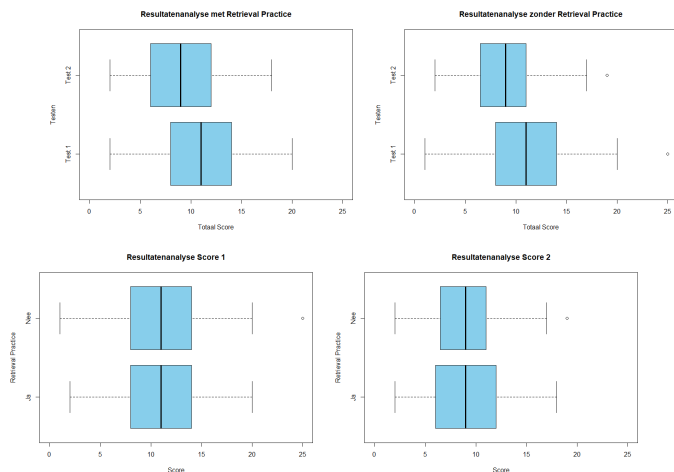 Resultatenanalyse met Retrieval Practice
Test 2
Test 1
Testen
0 5 10 15 20 25
Totaal Score
Resultatenanalyse zonder Retrieval Practice
Test 2
Test 1
Testen
0 5 10 15 20 25
Totaal Score
Resultatenanalyse Score 1
Nee
Ja
Retrieval Practice
0 5 10 15 20 25
Score
Resultatenanalyse Score 2
Nee
Ja
Retrieval Practice
0 5 10 15 20 25
Score